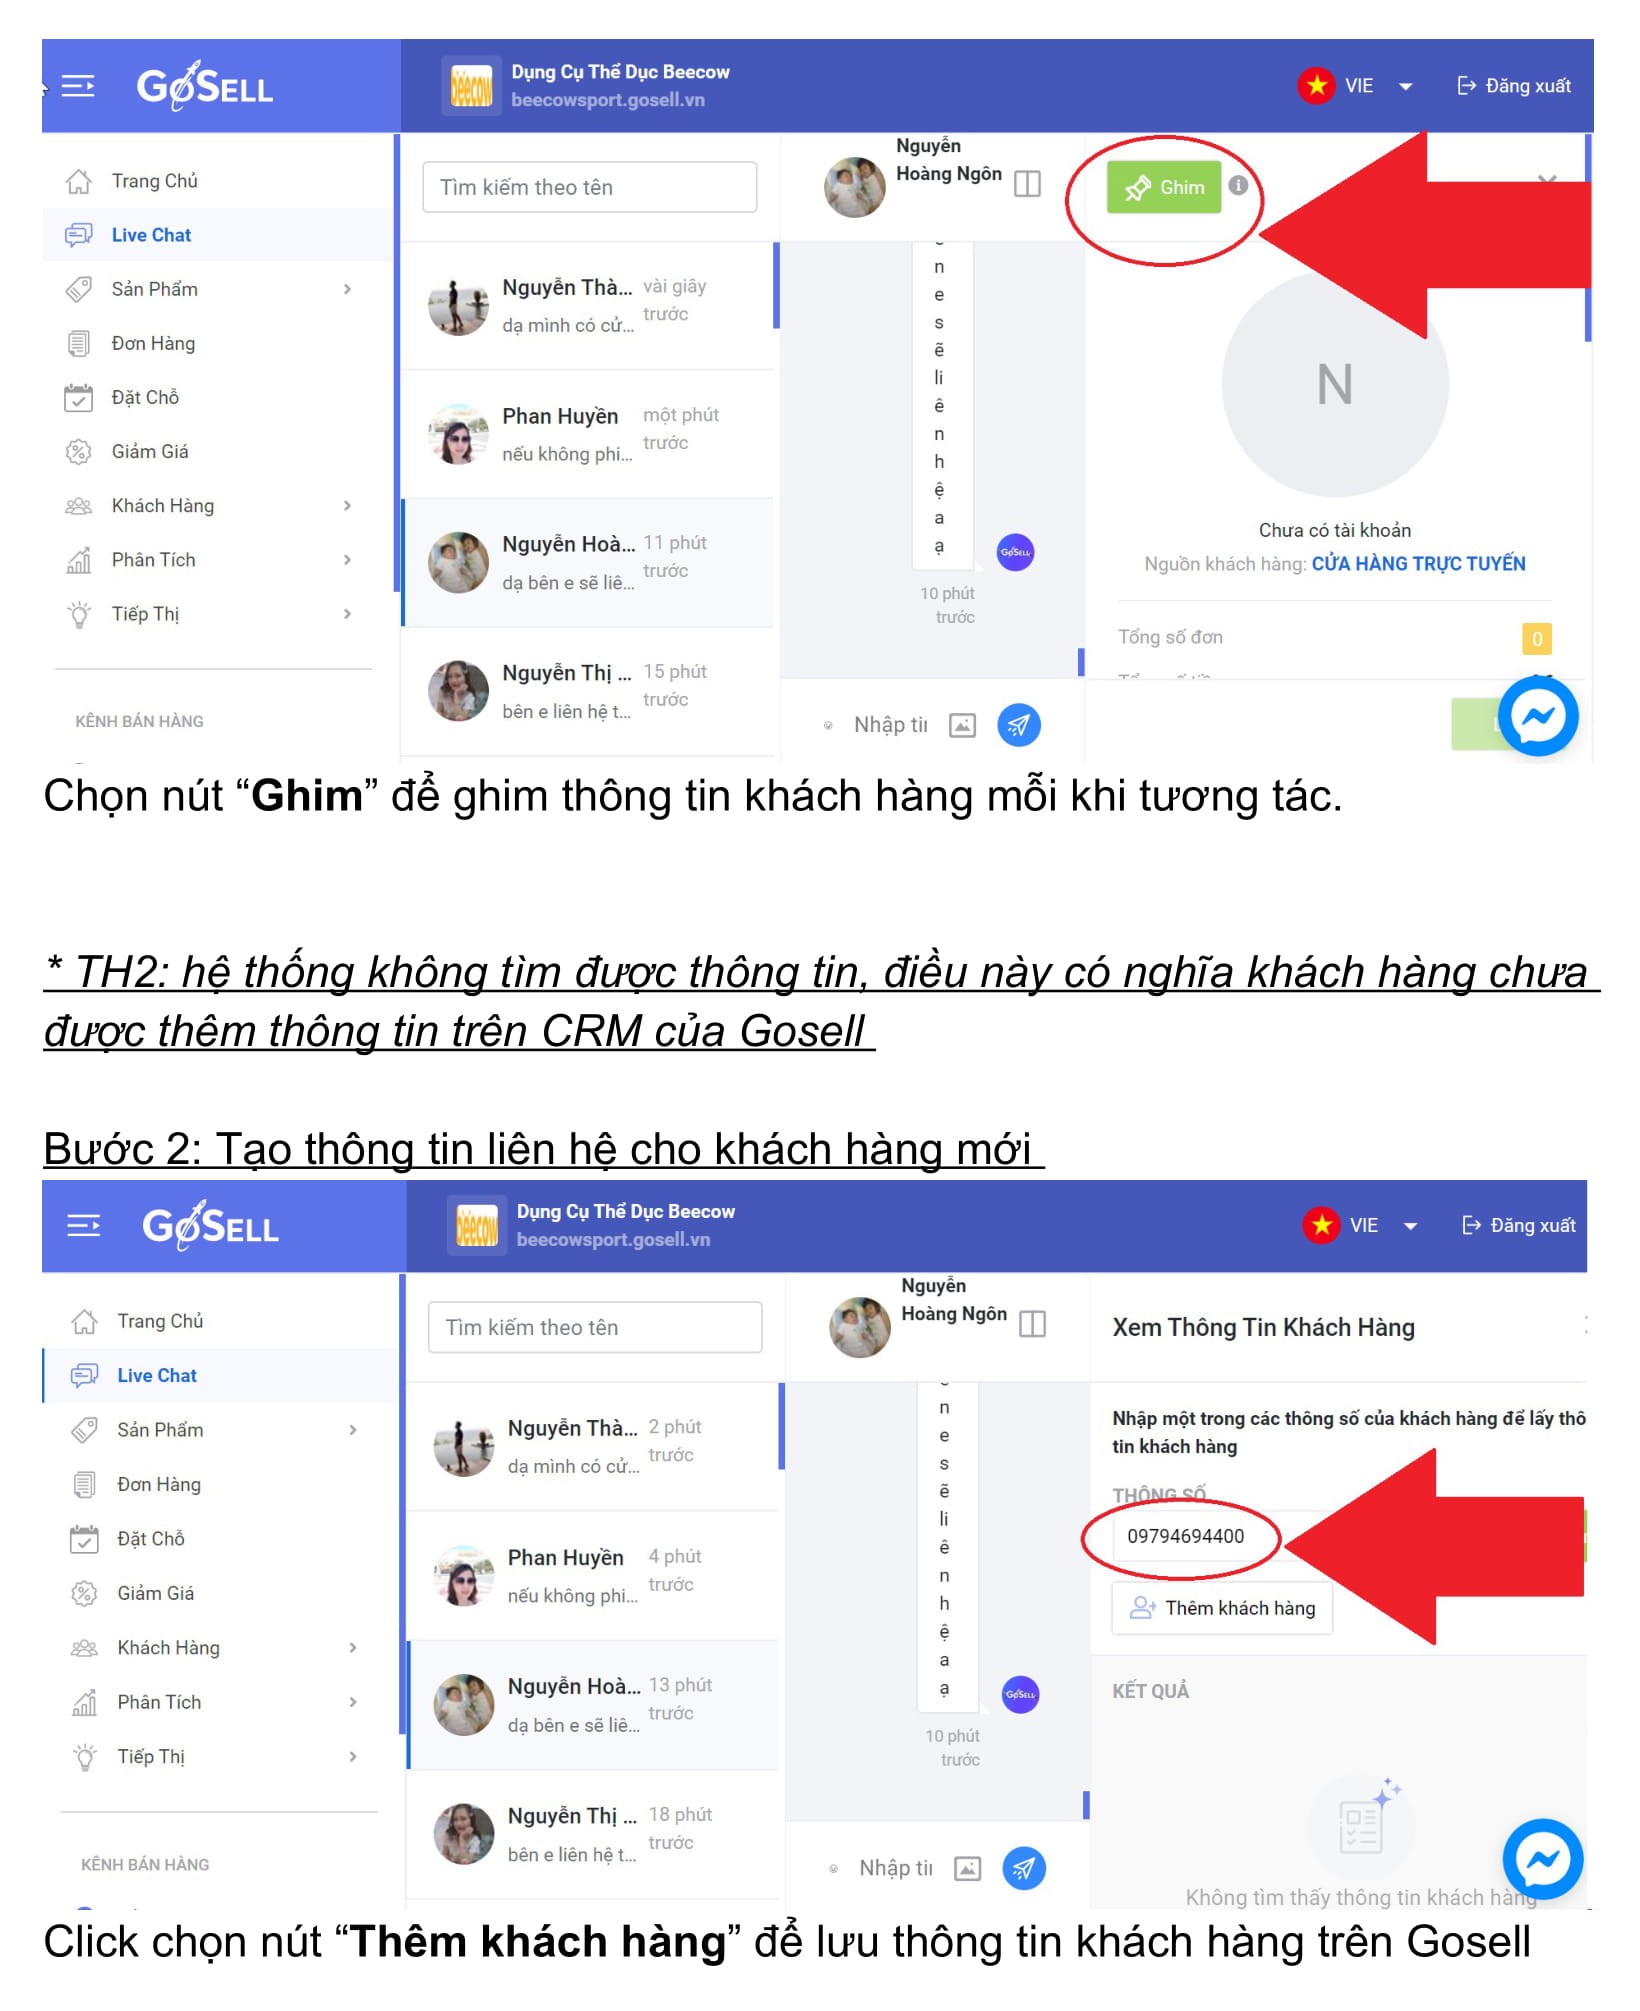 GoSELL
Dụng Cụ Thể Dục Beecow
beecowsport.gosell.vn
VIE
Đăng xuất
beecow
Trang Chủ
Live Chat
Sản Phẩm
Đơn Hàng
Đặt Chỗ
Giảm Giá
Khách Hàng
Phân Tích
Tiếp Thị
KÊNH BÁN HÀNG
Tìm kiếm theo tên
Nguyễn Thà... vài giây
trước
dạ mình có cử...
Phan Huyền một phút
trước
nếu không phi...
Nguyễn Hoà... 11 phút
trước
dạ bên e sẽ liê...
Nguyễn Thị ... 15 phút
trước
bên e liên hệ t...
Nguyễn
Hoàng Ngôn
n
e
s
ẽ
li
ê
n
h
ệ
a
ạ
GoSELL
10 phút
trước
Nhập tir
Ghim
N
Chưa có tài khoản
Nguồn khách hàng: CỬA HÀNG TRỰC TUYẾN
Tổng số đơn 0
Chọn nút “Ghim” để ghim thông tin khách hàng mỗi khi tương tác.
* TH2: hệ thống không tìm được thông tin, điều này có nghĩa khách hàng chưa
được thêm thông tin trên CRM của Gosell
Bước 2: Tạo thông tin liên hệ cho khách hàng mới
GoSELL
Dụng Cụ Thể Dục Beecow
beecowsport.gosell.vn
VIE
Đăng xuất
beecow
Trang Chủ
Live Chat
Sản Phẩm
Đơn Hàng
Đặt Chỗ
Giảm Giá
Khách Hàng
Phân Tích
Tiếp Thị
KÊNH BÁN HÀNG
Tìm kiếm theo tên
Nguyễn Thà... 2 phút
trước
dạ mình có cử...
Phan Huyền 4 phút
trước
nếu không phi...
Nguyễn Hoà... 13 phút
trước
dạ bên e sẽ liê...
Nguyễn Thị ... 18 phút
trước
bên e liên hệ t...
Nguyễn
Hoàng Ngôn
n
e
s
ẽ
li
ê
n
h
ệ
a
ạ
GoSELL
10 phút
trước
Nhập tii
Xem Thông Tin Khách Hàng
Nhập một trong các thông số của khách hàng để lấy thô
tin khách hàng
THÔNG SỐ
09794694400
Thêm khách hàng
KẾT QUẢ
Không tìm thấy thông tin khách hàng
Click chọn nút “Thêm khách hàng” để lưu thông tin khách hàng trên Gosell